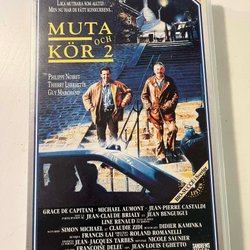 LIKA MUTBARA SOM ALLTID
MEN NU HAR DE FÅTT KONKURRENS.
MUTA
OCH
KÖR 2
PHILIPPE NOIRET
THIERRY LHERMITTE
GUY MARCHAND
GRACE DE CAPITANI · MICHAEL AUMONT · JEAN-PIERRE CASTALDI
JEAN-CLAUDE BRIALY JEAN BENGUIGUI
LINE RENAUD
SIMON MICHAEL CLAUDE ZIDI DIDIER KAMINKA
FRANCIS LAI ROLAND ROMANELLI
JEAN-JACQUES TARBES NICOLE SAUNIER
FRANÇOISE DELEU JEAN-LOUIS UGHETTO